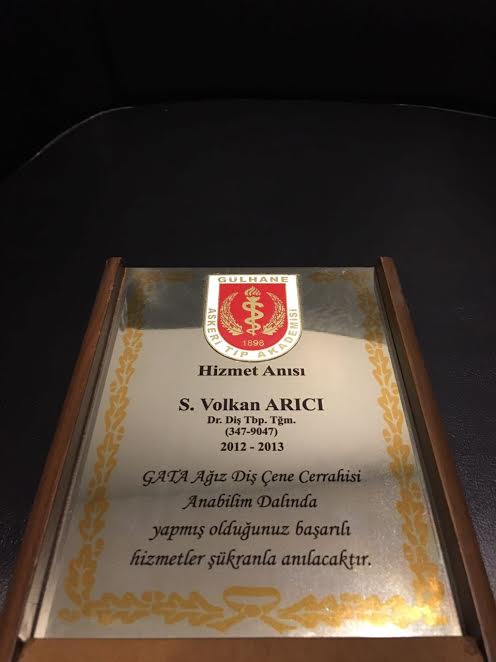 GÜLHANE
ASKERİ TIP AKADEMİSİ
1898
Hizmet Anısı
S. Volkan ARICI
Dr. Diş Tbp. Tğm.
(347-9047)
2012 - 2013
GATA Ağız Diş Çene Cerrahisi
Anabilim Dalında
yapmış olduğunuz başarılı
hizmetler şükranla anılacaktır.